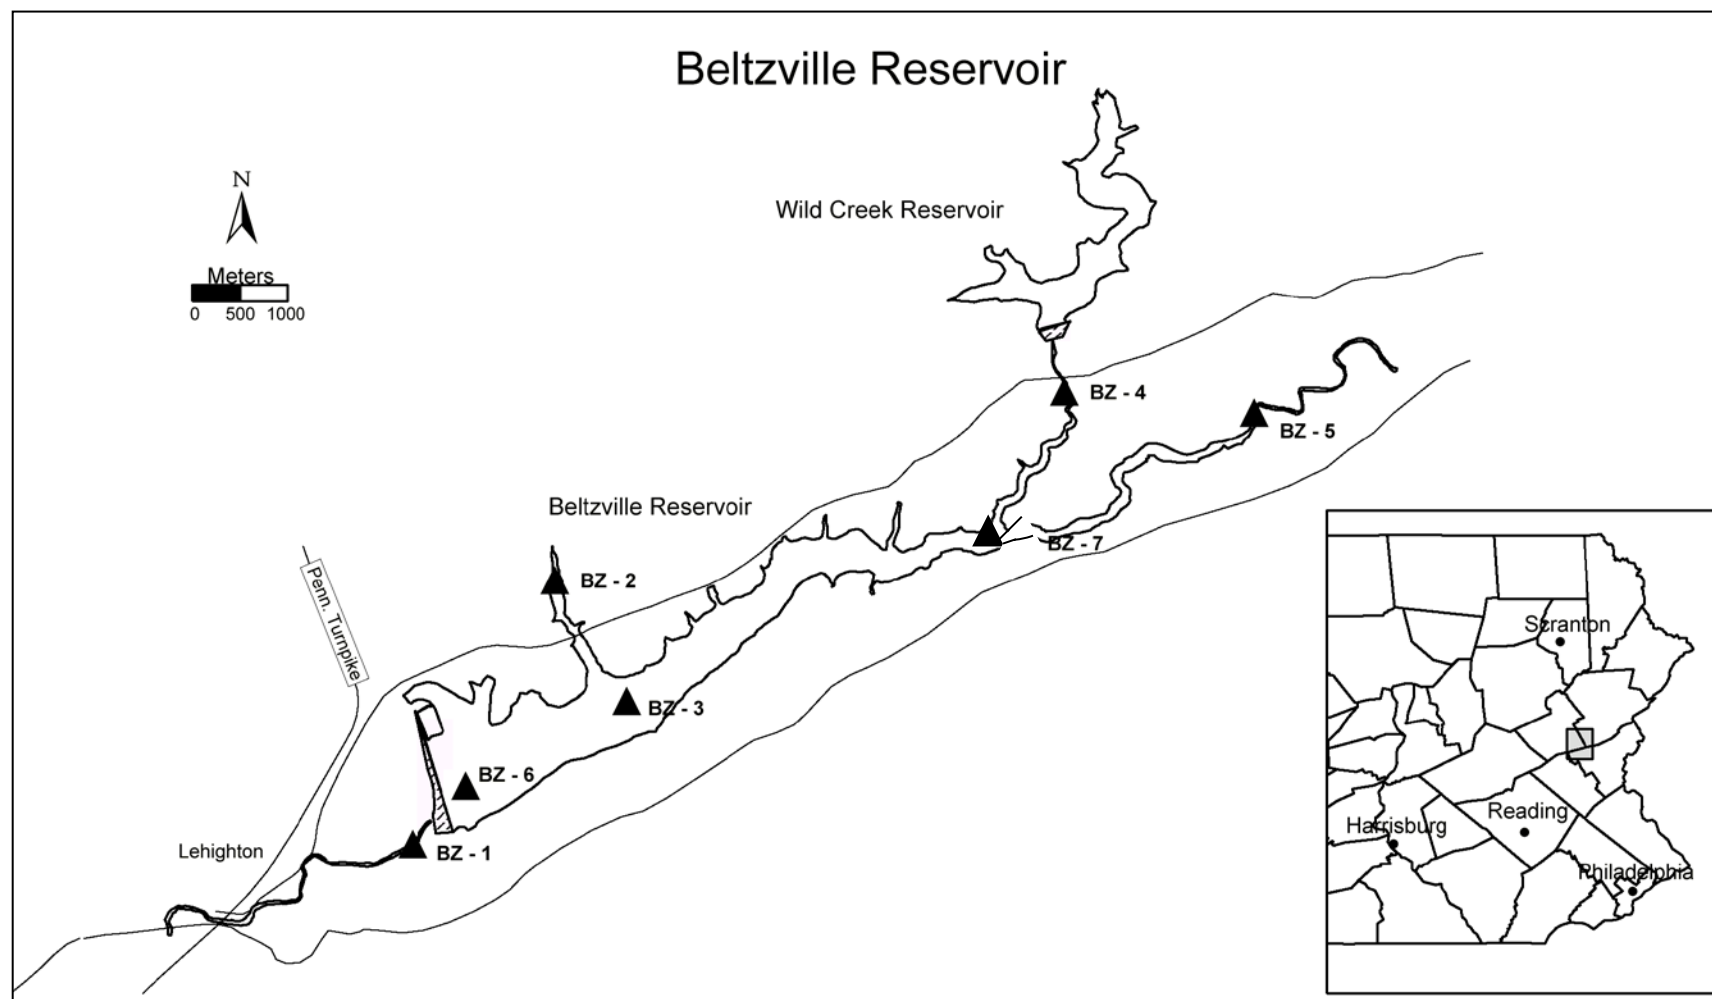 Beltzville Reservoir
N
Wild Creek Reservoir
Meters
0 500 1000
BZ - 4
BZ - 5
Beltzville Reservoir
BZ - 7
BZ - 2
Penn. Turnpike
Scranton
BZ - 3
BZ - 6
Reading
Harrisburg
Lehighton
BZ - 1
Philadelphia